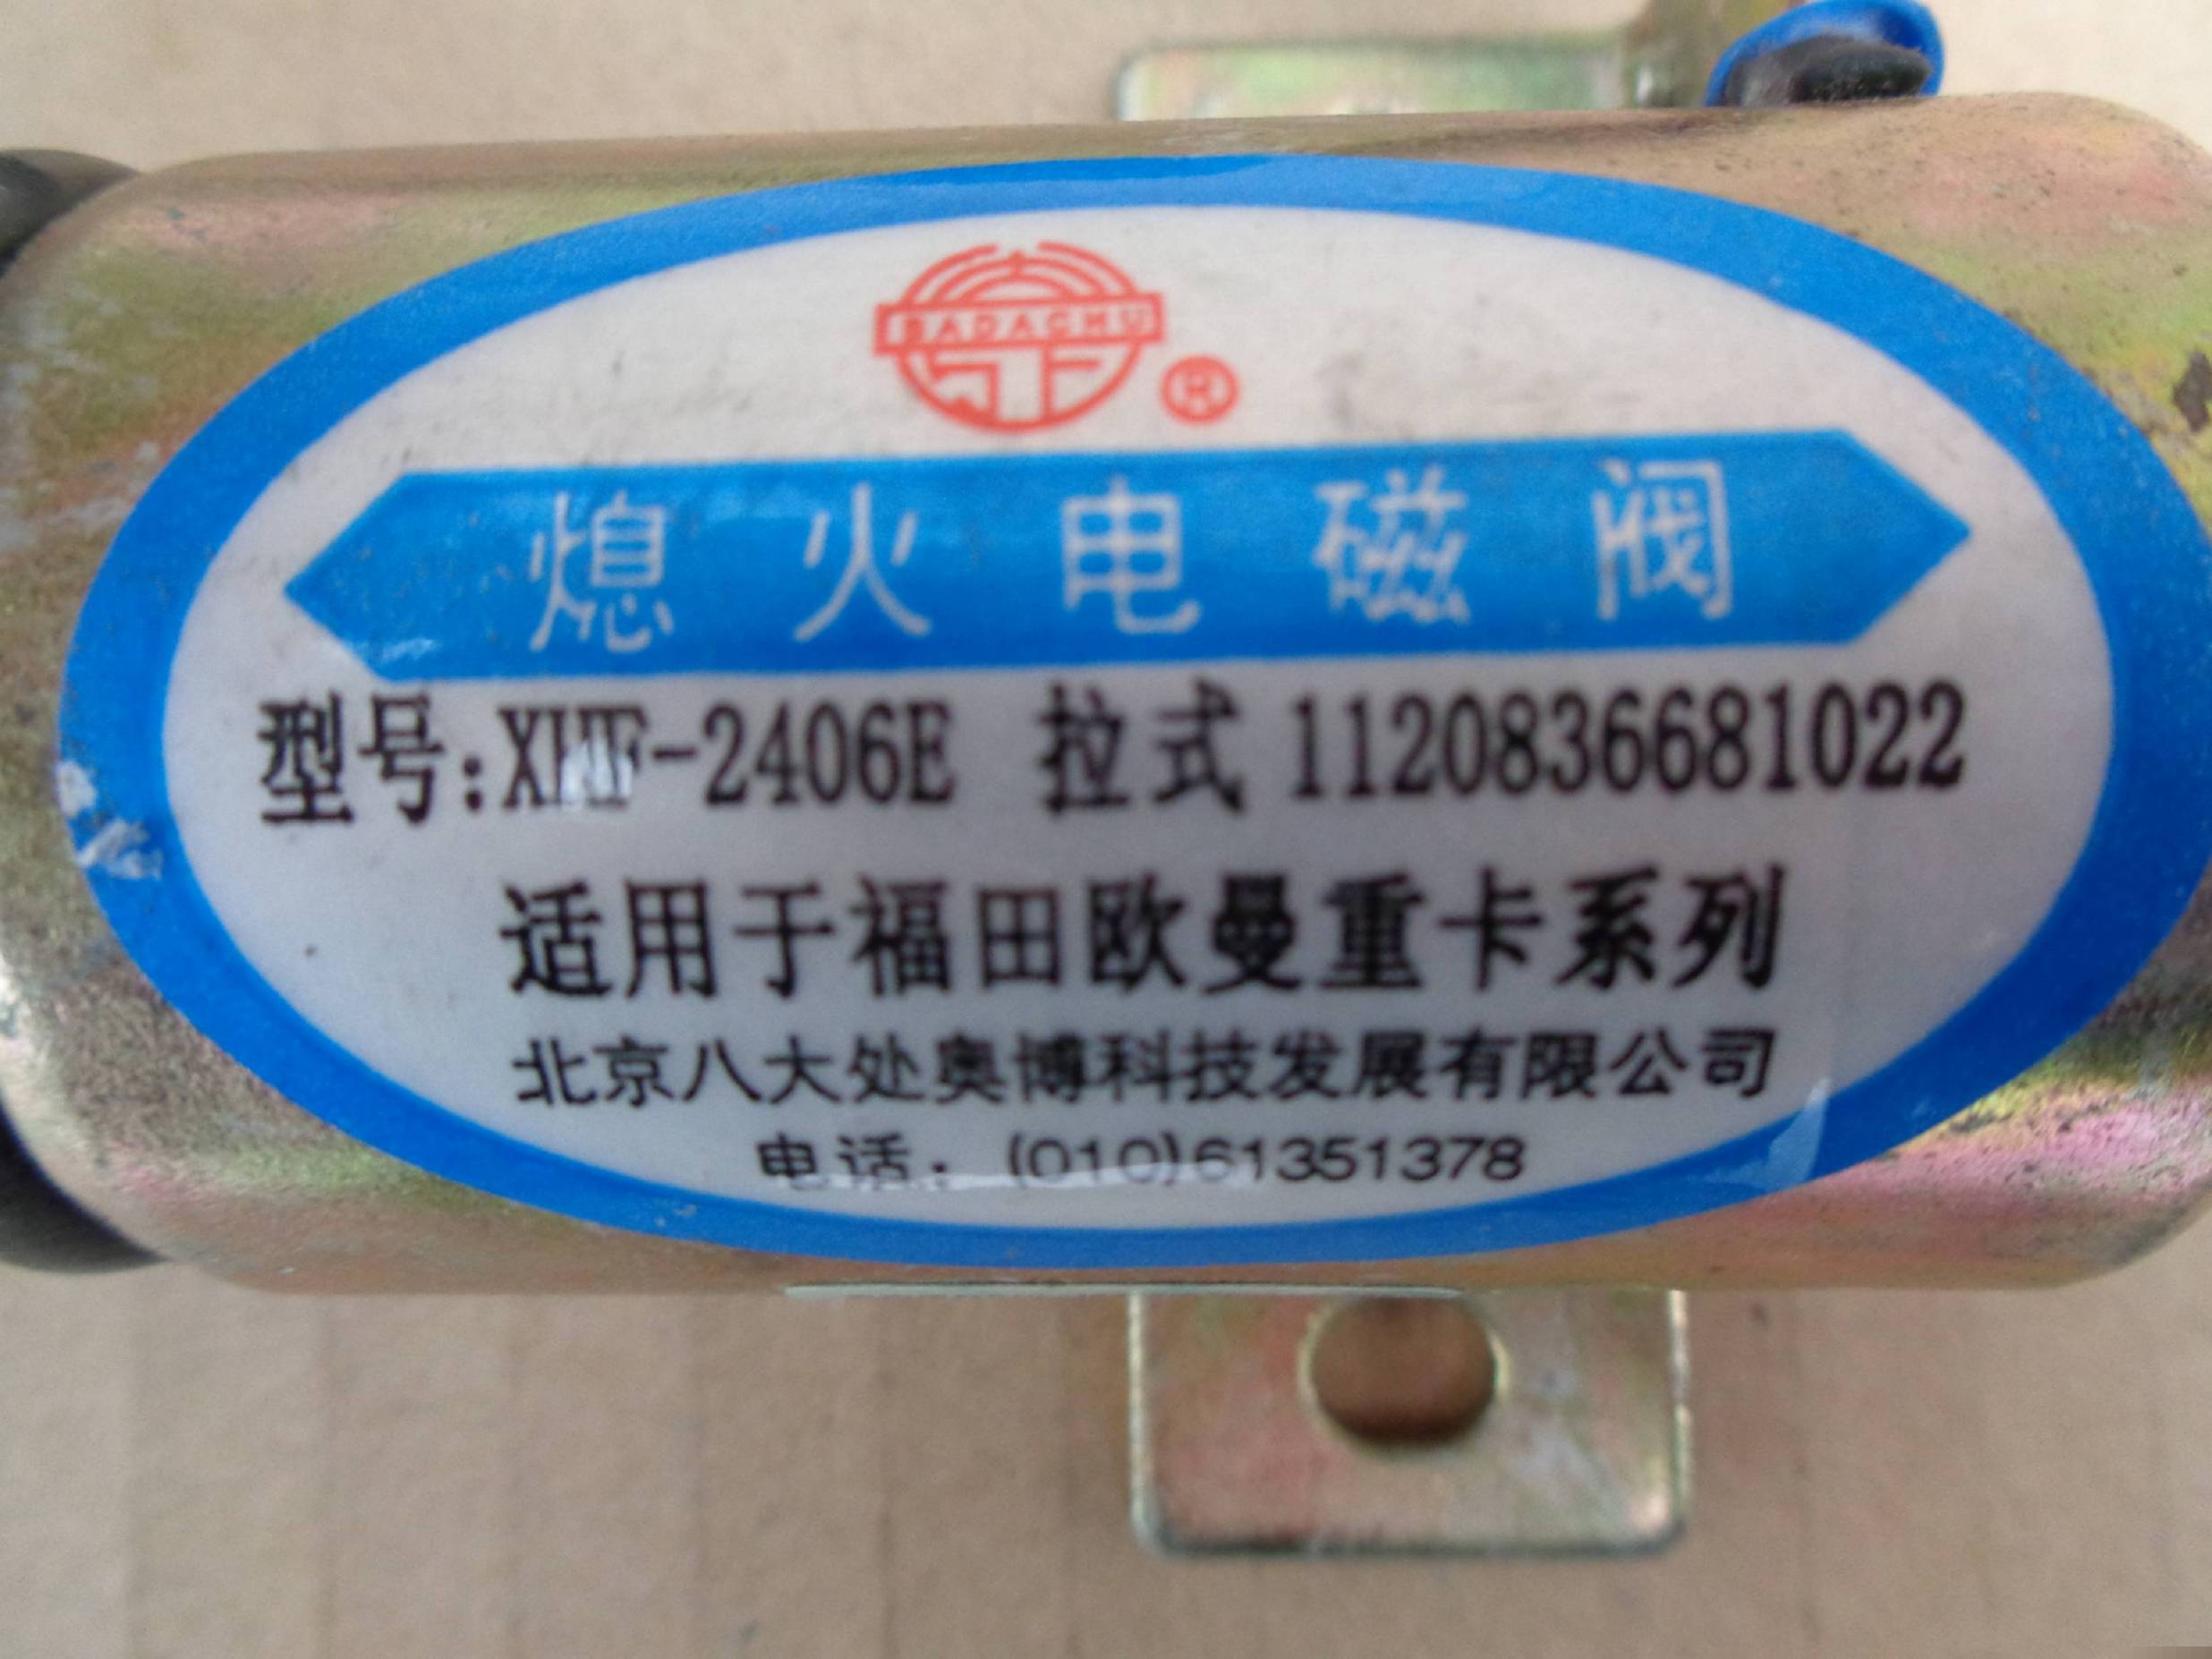 BADACHU
®
熄火电磁阀
型号:XHF-2406E 拉式 1120836681022
适用于福田欧曼重卡系列
北京八大处奥博科技发展有限公司
电话:(010)61351378